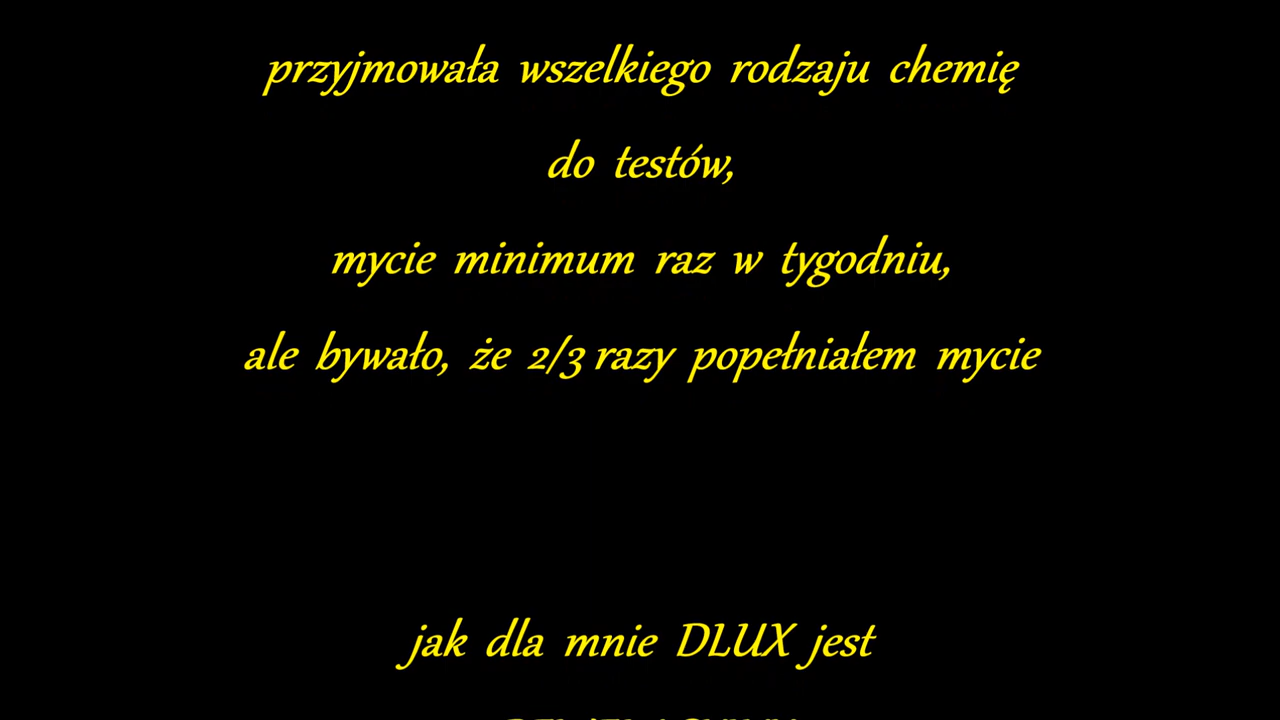 przyjmowała wszelkiego rodzaju chemię
do testów,
mycie minimum raz w tygodniu,
ale bywało, że 2/3 razy popełniałem mycie
jak dla mnie DLUX jest